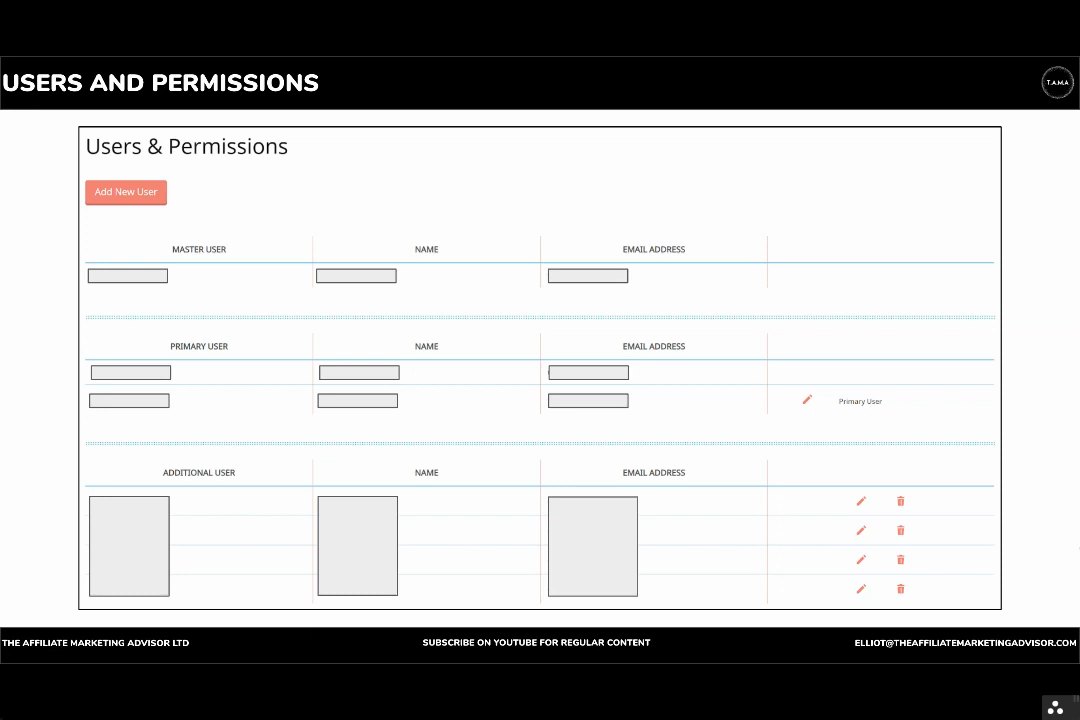 USERS AND PERMISSIONS
T.A.M.A
Users & Permissions
Add New User
MASTER USER NAME EMAIL ADDRESS
PRIMARY USER NAME EMAIL ADDRESS
Primary User
ADDITIONAL USER NAME EMAIL ADDRESS
THE AFFILIATE MARKETING ADVISOR LTD SUBSCRIBE ON YOUTUBE FOR REGULAR CONTENT ELLIOT@THEAFFILIATEMARKETINGADVISOR.COM